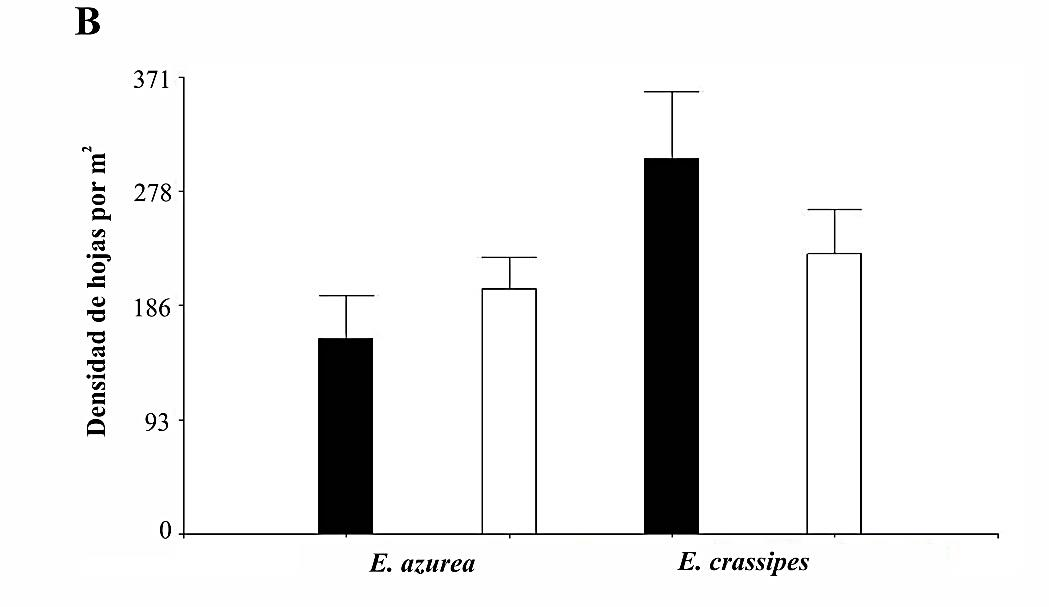 B
371
278
186
93
0
Densidad de hojas por m²
E. azurea
E. crassipes